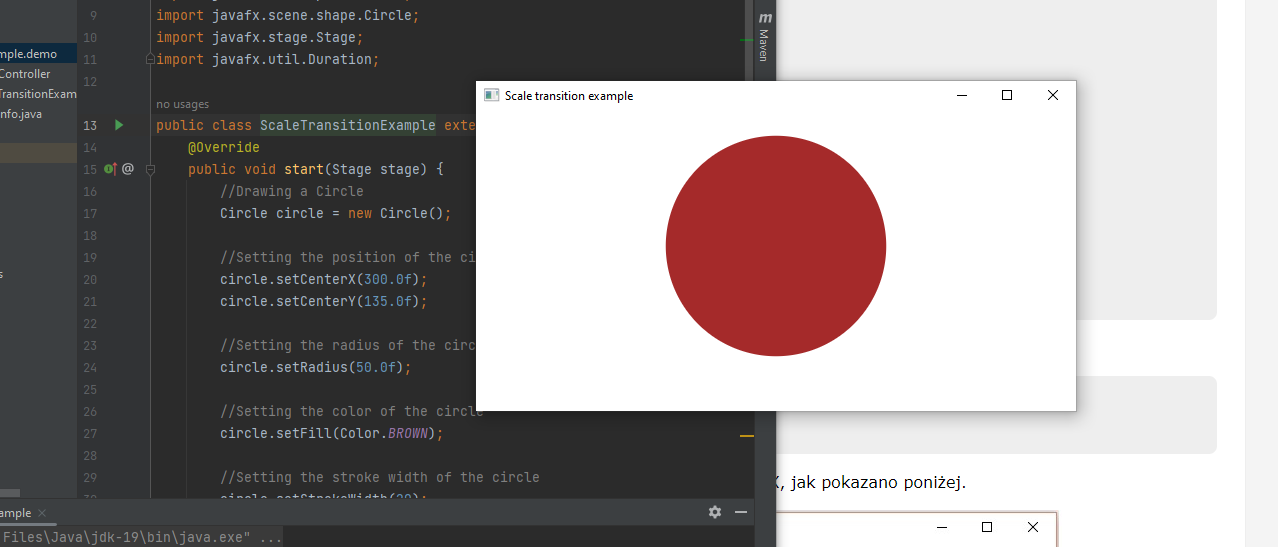 9 import javafx.scene.shape.Circle;
10 import javafx.stage.Stage;
11 import javafx.util.Duration;
12
no usages
13 public class ScaleTransitionExample exte
14 @Override
15 public void start(Stage stage) {
16 //Drawing a Circle
17 Circle circle = new Circle();
18
19 //Setting the position of the ci
20 circle.setCenterX(300.0f);
21 circle.setCenterY(135.0f);
22
23 //Setting the radius of the circ
24 circle.setRadius(50.0f);
25
26 //Setting the color of the circle
27 circle.setFill(Color.BROWN);
28
29 //Setting the stroke width of the circle
30 circle.setStrokeWidth(20);
mple.demo
Controller
TransitionExam
nfo.java
s
m
Maven
Scale transition example
X, jak pokazano poniżej.
ample
Files\Java\jdk-19\bin\java.exe" ...